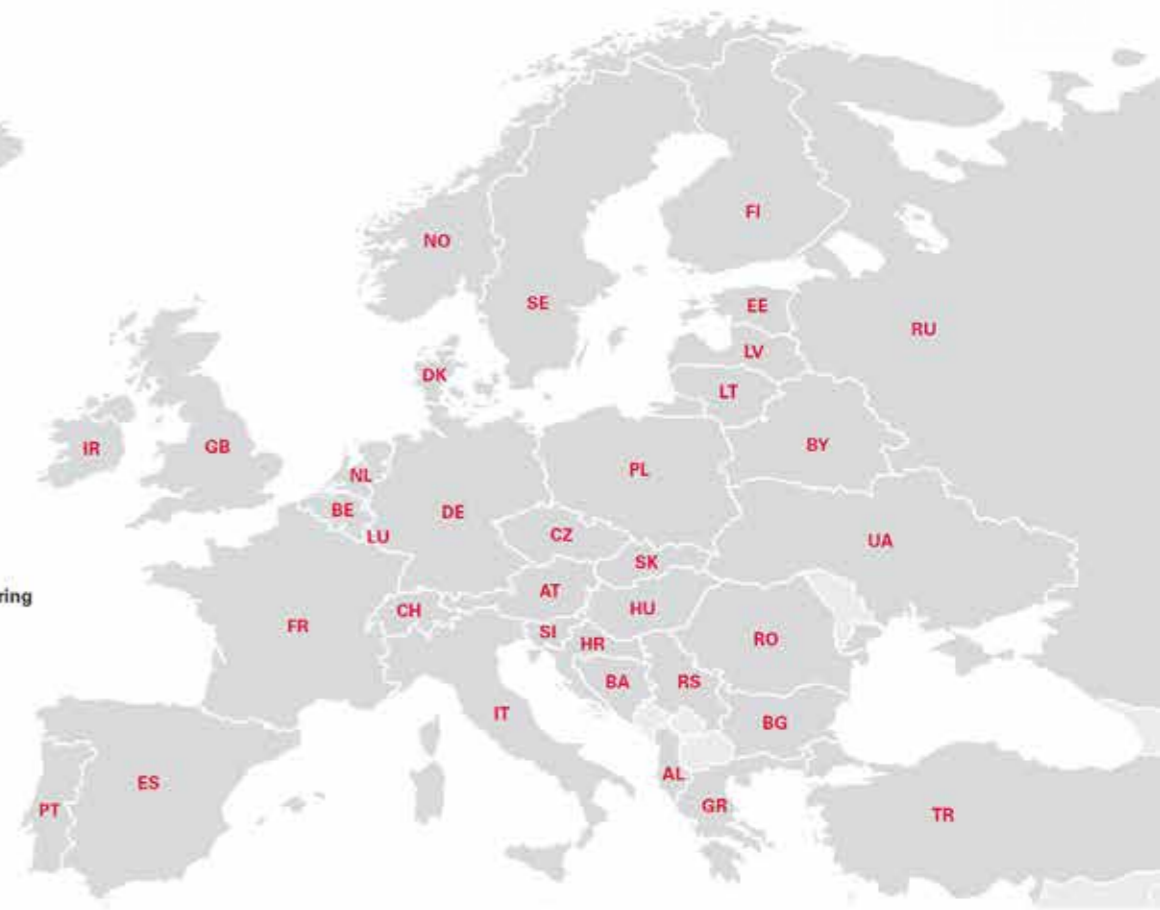 FI
NO
SE
EE
RU
LV
DK
LT
BY
IR
GB
PL
NL
BE
DE
LU
CZ
UA
SK
AT
ring
CH
HU
FR
SI
HR
RO
BA
RS
IT
BG
AL
ES
GR
PT
TR